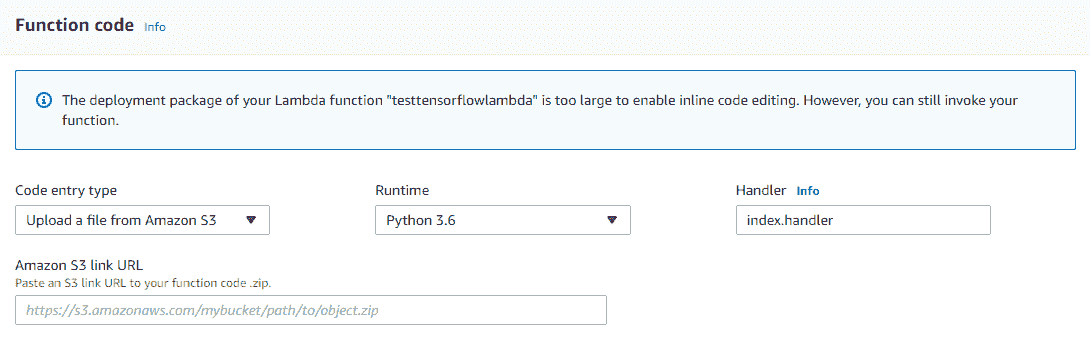 Function code Info
The deployment package of your Lambda function "testtensorflowlambda" is too large to enable inline code editing. However, you can still invoke your
function.
Code entry type Runtime Handler Info
Upload a file from Amazon S3 Python 3.6 index.handler
Amazon S3 link URL
Paste an S3 link URL to your function code .zip.
https://s3.amazonaws.com/mybucket/path/to/object.zip